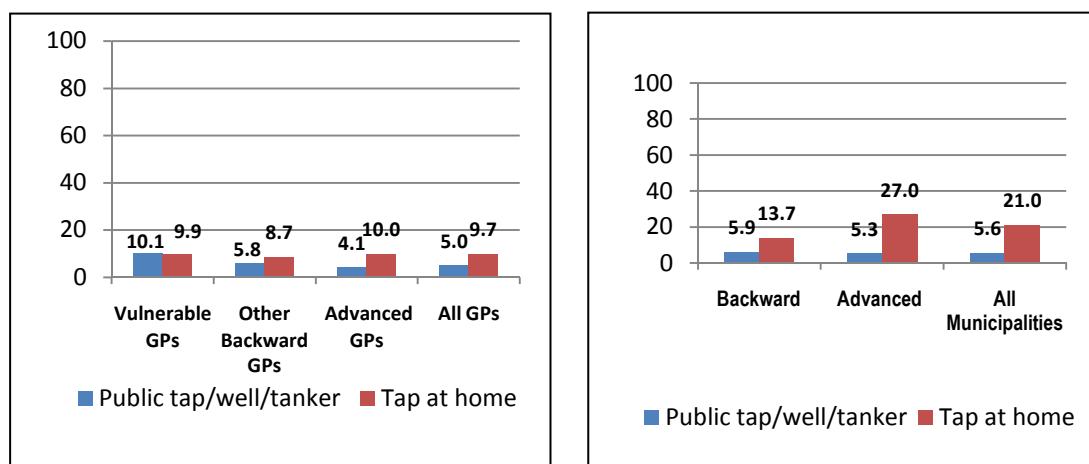 100
80
60
40
20
0
10.1 9.9 5.8 8.7 4.1 10.0 5.0 9.7
Vulnerable GPs
Other Backward GPs
Advanced GPs
All GPs
Public tap/well/tanker Tap at home
100
80
60
40
20
0
5.9 13.7 5.3 27.0 5.6 21.0
Backward
Advanced
All Municipalities
Public tap/well/tanker Tap at home